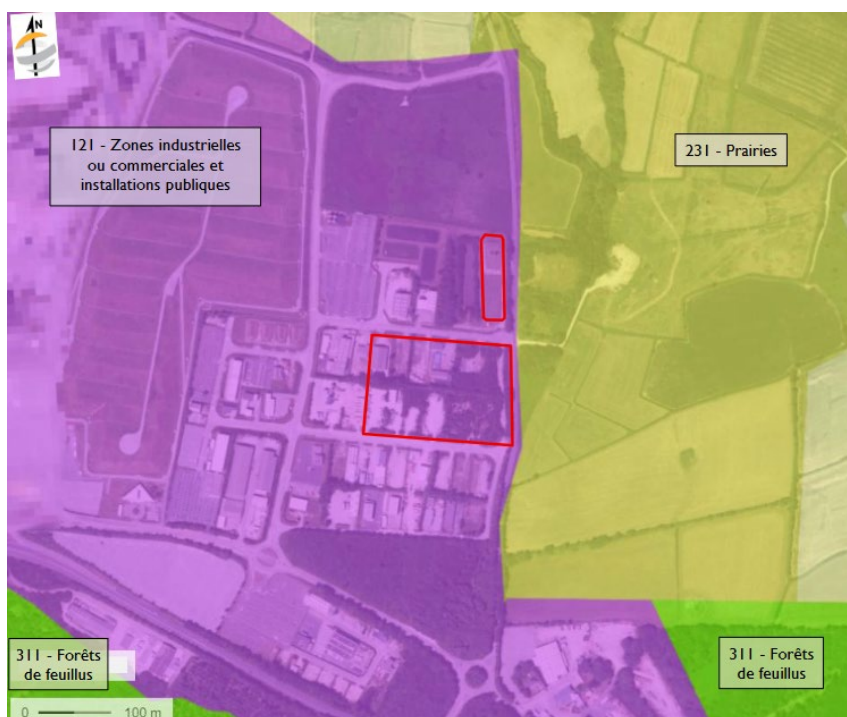 N
121 - Zones industrielles
ou commerciales et
installations publiques
231 - Prairies
311 - Forêts
de feuillus
311 - Forêts
de feuillus
0 100 m